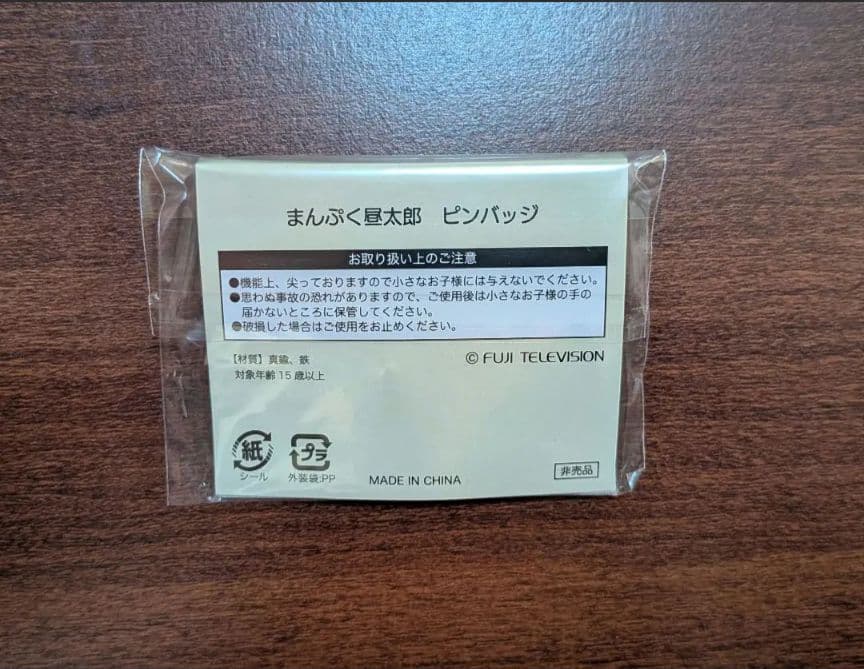 まんぷく昼太郎　ピンバッジ
お取り扱い上のご注意
●機能上、尖っておりますので小さなお子様には与えないでください。
●思わぬ事故の恐れがありますので、ご使用後は小さなお子様の手の
届かないところに保管してください。
●破損した場合はご使用をお止めください。
【材質】真鍮、鉄
対象年齢15歳以上
© FUJI TELEVISION
紙
シール
プラ
外装袋:PP
MADE IN CHINA
非売品